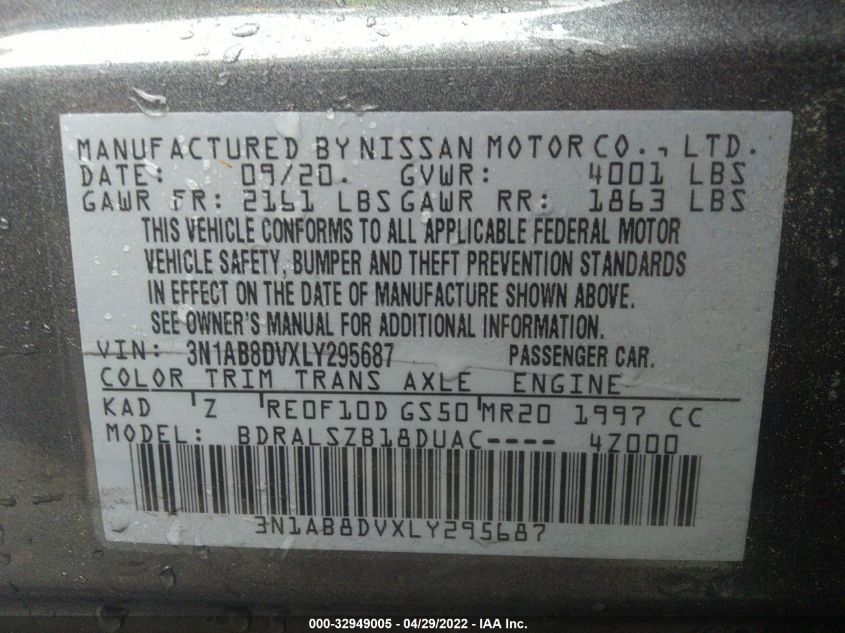 MANUFACTURED BY NISSAN MOTOR CO., LTD.
DATE: 09/20. GVWR: 4001 LBS
GAWR FR: 2161 LBS GAWR RR: 1863 LBS
THIS VEHICLE CONFORMS TO ALL APPLICABLE FEDERAL MOTOR
VEHICLE SAFETY, BUMPER AND THEFT PREVENTION STANDARDS
IN EFFECT ON THE DATE OF MANUFACTURE SHOWN ABOVE.
SEE OWNER'S MANUAL FOR ADDITIONAL INFORMATION.
VIN: 3N1AB8DVXLY295687 PASSENGER CAR.
COLOR TRIM TRANS AXLE ENGINE
KAD Z RE0F10D GS50 MR20 1997 CC
MODEL: BDRALSZB18DUAC---- 4Z000
3N1AB8DVXLY295687
000-32949005 - 04/29/2022 - IAA Inc.